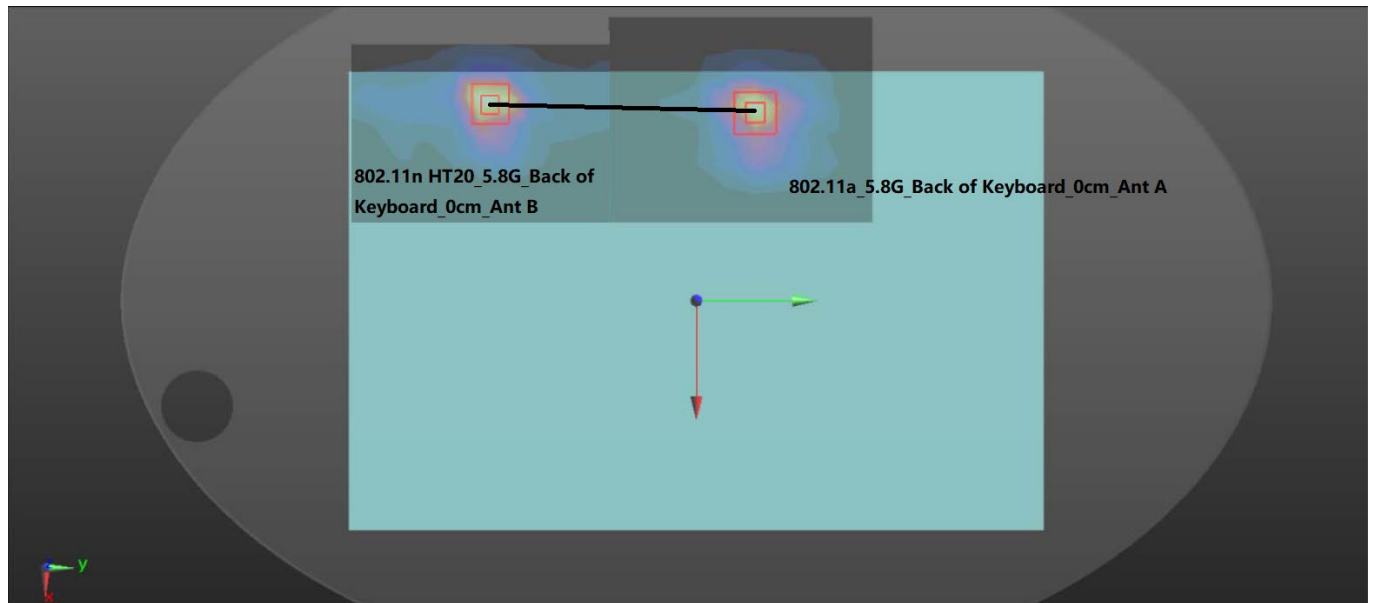 802.11n HT20_5.8G_Back of
Keyboard_0cm_Ant B
802.11a_5.8G_Back of Keyboard_0cm_Ant A
y
x